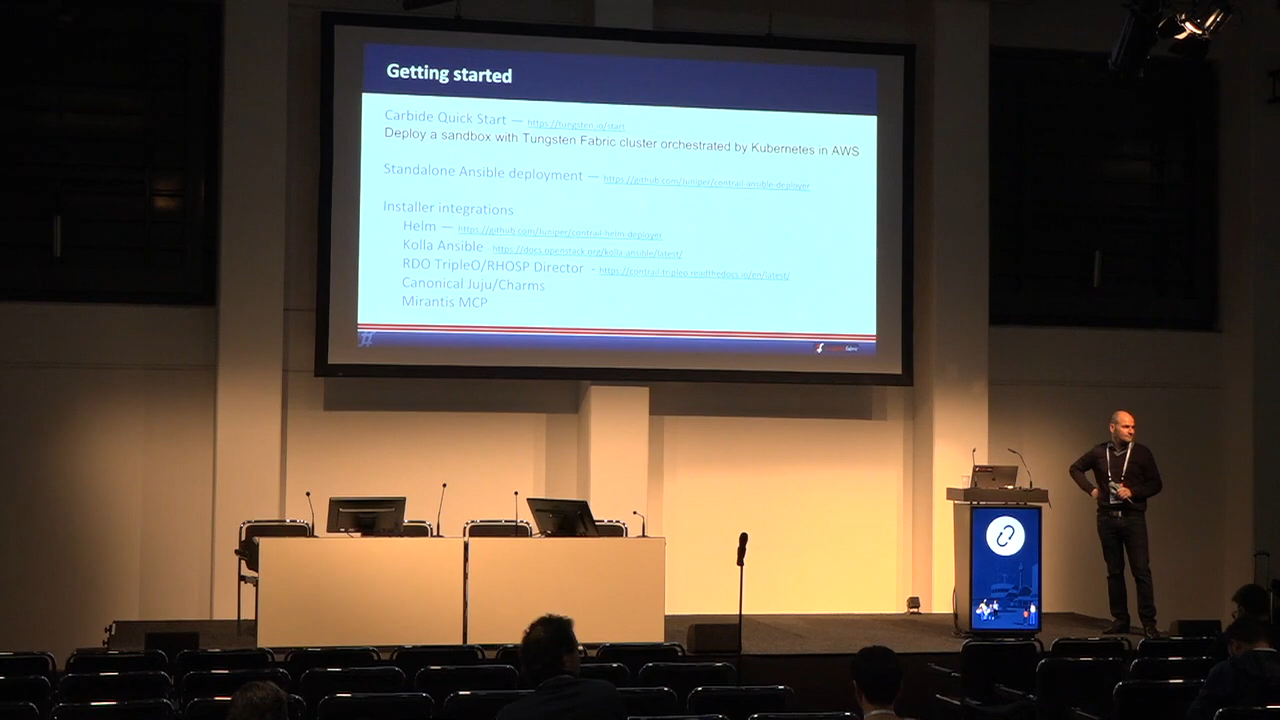 Getting started
Carbide Quick Start — https://tungsten.io/start
Deploy a sandbox with Tungsten Fabric cluster orchestrated by Kubernetes in AWS
Standalone Ansible deployment — https://github.com/Juniper/contrail-ansible-deployer
Installer integrations
Helm — https://github.com/Juniper/contrail-helm-deployer
Kolla Ansible https://docs.openstack.org/kolla-ansible/latest/
RDO TripleO/RHOSP Director - https://contrail-tripleo.readthedocs.io/en/latest/
Canonical Juju/Charms
Mirantis MCP